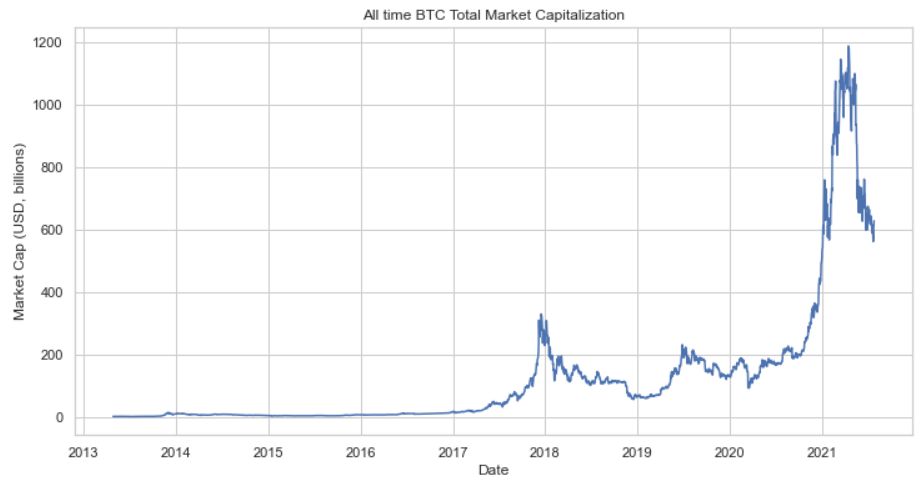 All time BTC Total Market Capitalization
1200
1000
800
600
400
200
0
Market Cap (USD, billions)
2013 2014 2015 2016 2017 2018 2019 2020 2021
Date